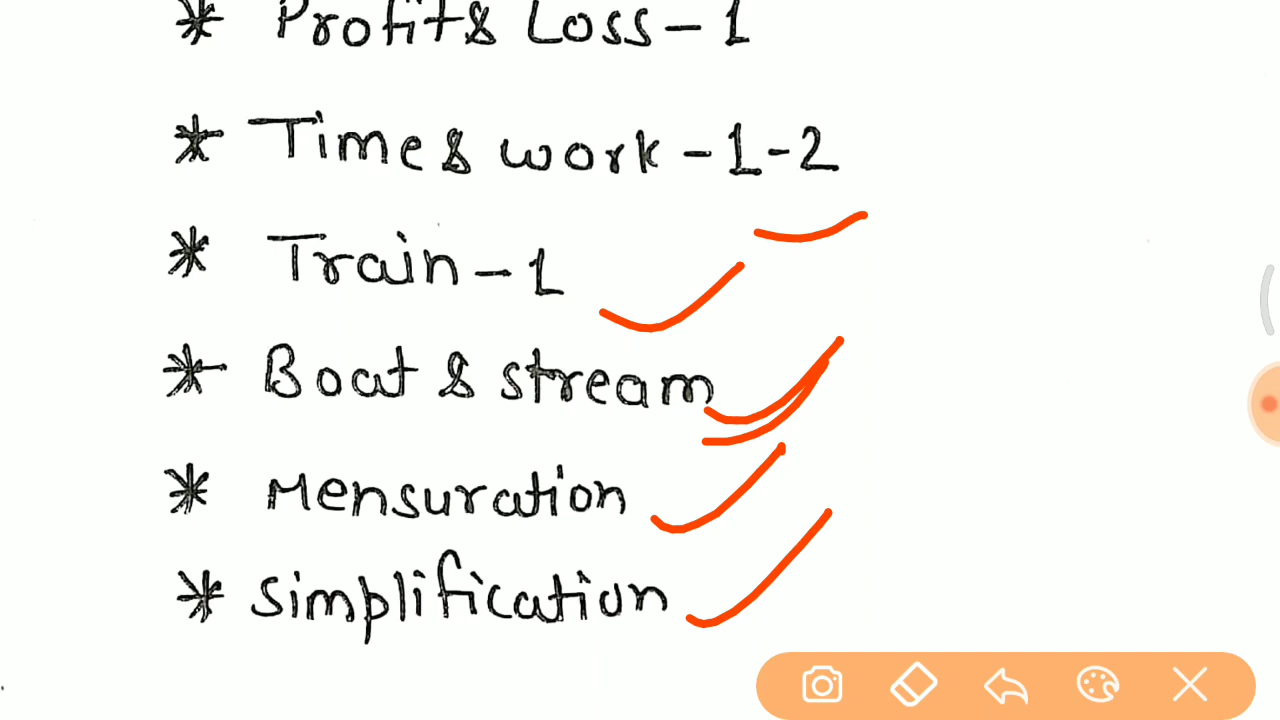 * Profit & Loss - 1
* Time & work - 1 - 2
* Train - 1
* Boat & stream
* Mensuration
* Simplification